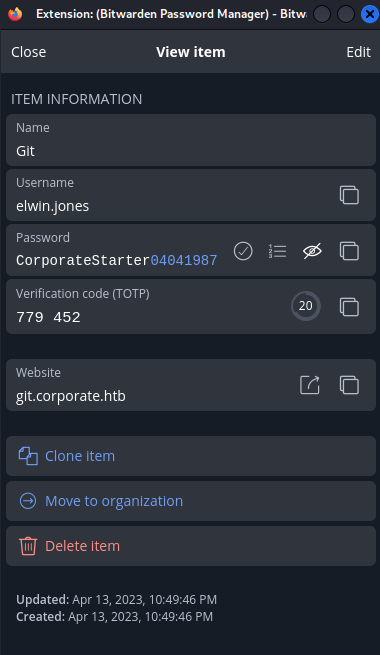 Extension: (Bitwarden Password Manager) - Bitw
Close
View item
Edit
ITEM INFORMATION
Name
Git
Username
elwin.jones
Password
CorporateStarter04041987
Verification code (TOTP)
779 452
20
Website
git.corporate.htb
Clone item
Move to organization
Delete item
Updated: Apr 13, 2023, 10:49:46 PM
Created: Apr 13, 2023, 10:49:46 PM